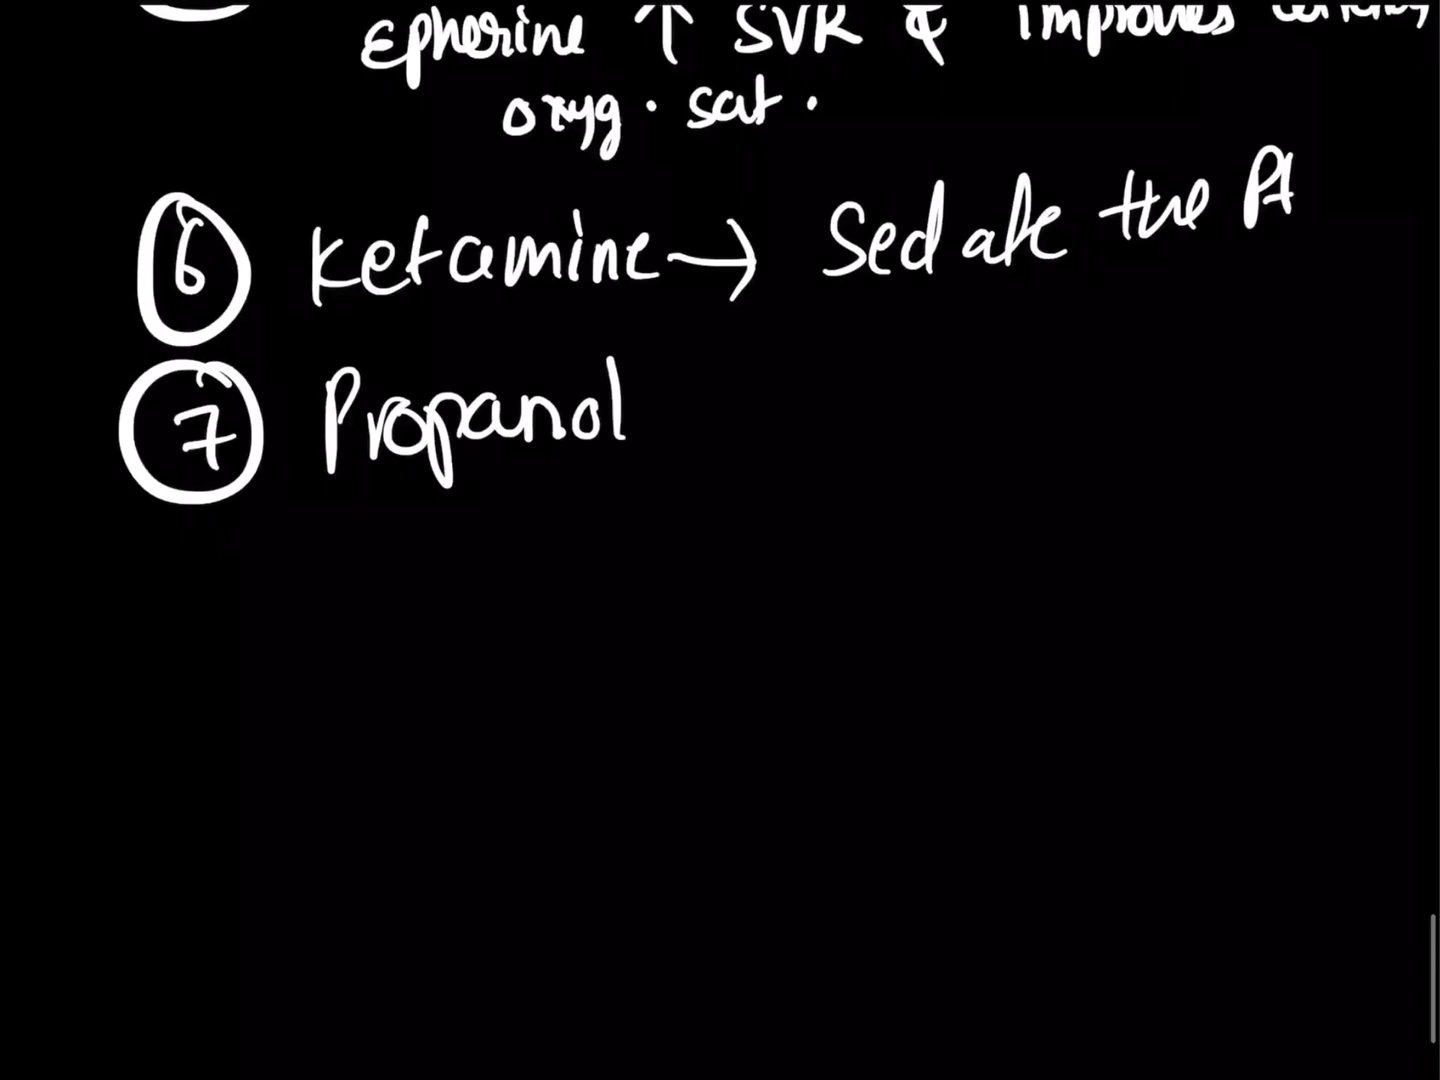 Epherine ↑ SVR & improves
oxyg. sat.
6 Ketamine → Sedate the Pt
7 Propanol